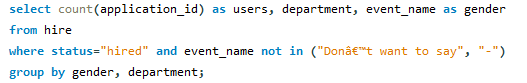 select count(application_id) as users, department, event_name as gender
from hire
where status="hired" and event_name not in ("Donâ€™t want to say", "-")
group by gender, department;